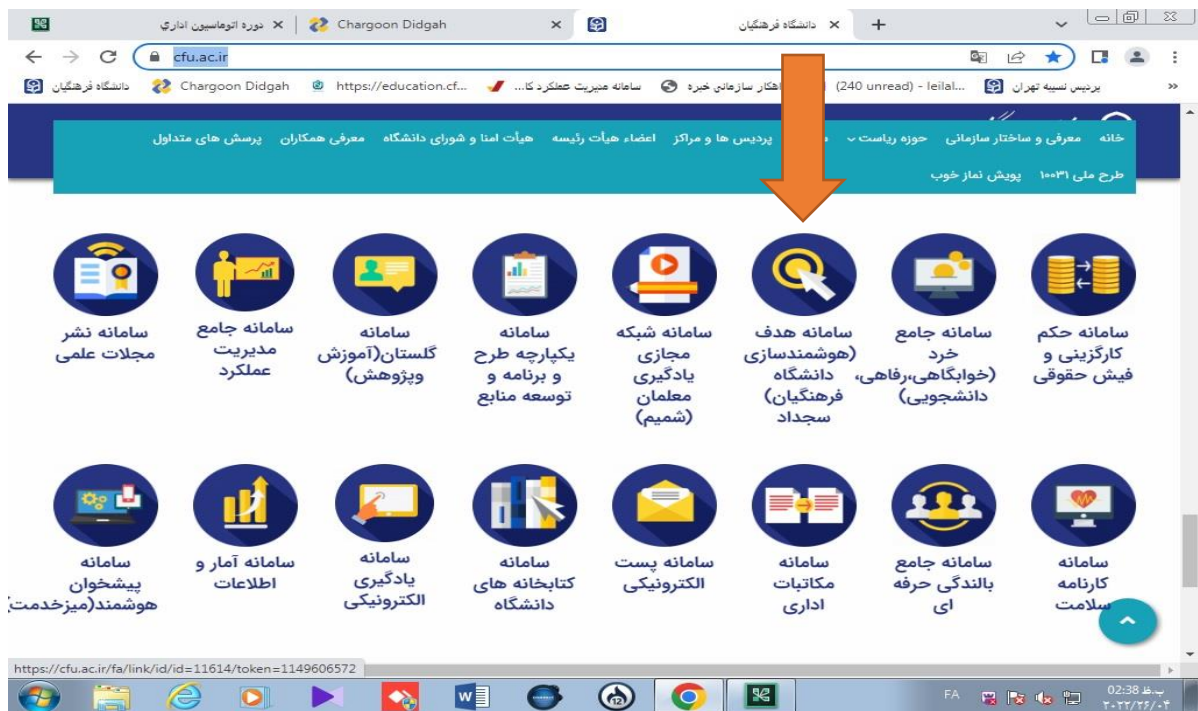 دوره اتوماسیون اداری
Chargoon Didgah
دانشگاه فرهنگیان
cfu.ac.ir
دانشگاه فرهنگیان
Chargoon Didgah
https://education.cf...
سامانه مدیریت عملکرد کا...
اهکار سازمانی خبره
(240 unread) - leilal...
پردیس نسیبه تهران
خانه معرفی و ساختار سازمانی حوزه ریاست پردیس ها و مراکز اعضاء هیأت رئیسه هیأت امنا و شورای دانشگاه معرفی همکاران پرسش های متداول
طرح ملی ۱۰۰۳۱ پویش نماز خوب
سامانه حکم
کارگزینی و
فیش حقوقی
سامانه جامع
خرد
(خوابگاهی،رفاهی،
دانشجویی)
سامانه هدف
(هوشمندسازی
دانشگاه
فرهنگیان)
سجداد
سامانه شبکه
مجازی
یادگیری
معلمان
(شمیم)
سامانه
یکپارچه طرح
و برنامه و
توسعه منابع
سامانه
گلستان(آموزش
وپژوهش)
سامانه جامع
مدیریت
عملکرد
سامانه نشر
مجلات علمی
سامانه
کارنامه
سلامت
سامانه جامع
بالندگی حرفه
ای
سامانه
مکاتبات
اداری
سامانه پست
الکترونیکی
سامانه
کتابخانه های
دانشگاه
سامانه
یادگیری
الکترونیکی
سامانه آمار و
اطلاعات
سامانه
پیشخوان
هوشمند(میزخدمت)
https://cfu.ac.ir/fa/link/id/id=11614/token=1149606572
FA
02:38 ب.ظ